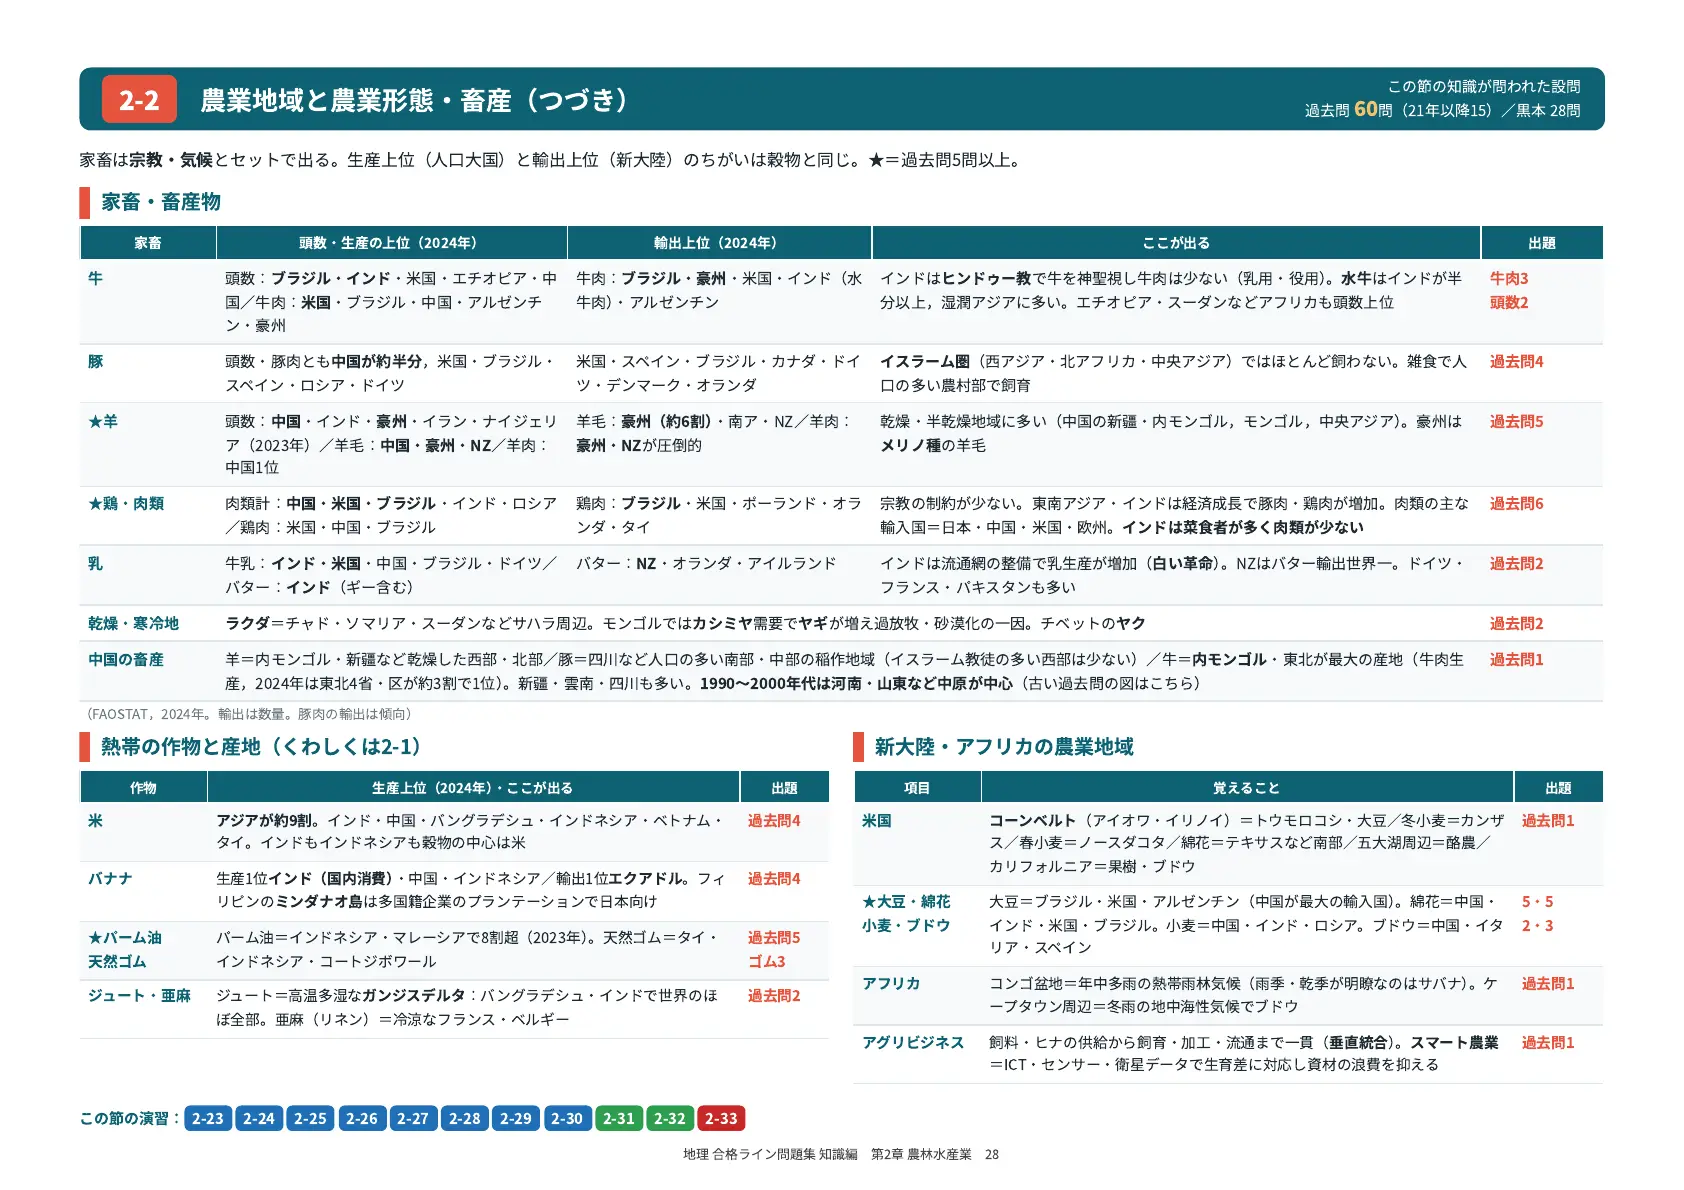 2-2 農業地域と農業形態・畜産（つづき）
この節の知識が問われた設問
過去問 60問（21年以降15）／黒本 28問
家畜は宗教・気候とセットで出る。生産上位（人口大国）と輸出上位（新大陸）のちがいは穀物と同じ。★＝過去問5問以上。
家畜・畜産物
家畜 頭数・生産の上位（2024年） 輸出上位（2024年） ここが出る 出題
牛
頭数：ブラジル・インド・米国・エチオピア・中
国／牛肉：米国・ブラジル・中国・アルゼンチ
ン・豪州
牛肉：ブラジル・豪州・米国・インド（水
牛肉）・アルゼンチン
インドはヒンドゥー教で牛を神聖視し牛肉は少ない（乳用・役用）。水牛はインドが半
分以上，湿潤アジアに多い。エチオピア・スーダンなどアフリカも頭数上位
牛肉3
頭数2
豚
頭数・豚肉とも中国が約半分，米国・ブラジル・
スペイン・ロシア・ドイツ
米国・スペイン・ブラジル・カナダ・ドイ
ツ・デンマーク・オランダ
イスラーム圏（西アジア・北アフリカ・中央アジア）ではほとんど飼わない。雑食で人
口の多い農村部で飼育
過去問4
★羊
頭数：中国・インド・豪州・イラン・ナイジェリ
ア（2023年）／羊毛：中国・豪州・NZ／羊肉：
中国1位
羊毛：豪州（約6割）・南ア・NZ／羊肉：
豪州・NZが圧倒的
乾燥・半乾燥地域に多い（中国の新疆・内モンゴル，モンゴル，中央アジア）。豪州は
メリノ種の羊毛
過去問5
★鶏・肉類
肉類計：中国・米国・ブラジル・インド・ロシア
／鶏肉：米国・中国・ブラジル
鶏肉：ブラジル・米国・ポーランド・オラ
ンダ・タイ
宗教の制約が少ない。東南アジア・インドは経済成長で豚肉・鶏肉が増加。肉類の主な
輸入国＝日本・中国・米国・欧州。インドは菜食者が多く肉類が少ない
過去問6
乳
牛乳：インド・米国・中国・ブラジル・ドイツ／
バター：インド（ギー含む）
バター：NZ・オランダ・アイルランド
インドは流通網の整備で乳生産が増加（白い革命）。NZはバター輸出世界一。ドイツ・
フランス・パキスタンも多い
過去問2
乾燥・寒冷地
ラクダ＝チャド・ソマリア・スーダンなどサハラ周辺。モンゴルではカシミヤ需要でヤギが増え過放牧・砂漠化の一因。チベットのヤク
過去問2
中国の畜産
羊＝内モンゴル・新疆など乾燥した西部・北部／豚＝四川など人口の多い南部・中部の稲作地域（イスラーム教徒の多い西部は少ない）／牛＝内モンゴル・東北が最大の産地（牛肉生
産，2024年は東北4省・区が約3割で1位）。新疆・雲南・四川も多い。1990～2000年代は河南・山東など中原が中心（古い過去問の図はこちら）
過去問1
（FAOSTAT，2024年。輸出は数量。豚肉の輸出は傾向）
熱帯の作物と産地（くわしくは2-1）
作物 生産上位（2024年）・ここが出る 出題
米
アジアが約9割。インド・中国・バングラデシュ・インドネシア・ベトナム・
タイ。インドもインドネシアも穀物の中心は米
過去問4
バナナ
生産1位インド（国内消費）・中国・インドネシア／輸出1位エクアドル。フィ
リピンのミンダナオ島は多国籍企業のプランテーションで日本向け
過去問4
★パーム油
天然ゴム
パーム油＝インドネシア・マレーシアで8割超（2023年）。天然ゴム＝タイ・
インドネシア・コートジボワール
過去問5
ゴム3
ジュート・亜麻
ジュート＝高温多湿なガンジスデルタ：バングラデシュ・インドで世界のほ
ぼ全部。亜麻（リネン）＝冷涼なフランス・ベルギー
過去問2
新大陸・アフリカの農業地域
項目 覚えること 出題
米国
コーンベルト（アイオワ・イリノイ）＝トウモロコシ・大豆／冬小麦＝カンザ
ス／春小麦＝ノースダコタ／綿花＝テキサスなど南部／五大湖周辺＝酪農／
カリフォルニア＝果樹・ブドウ
過去問1
★大豆・綿花
小麦・ブドウ
大豆＝ブラジル・米国・アルゼンチン（中国が最大の輸入国）。綿花＝中国・
インド・米国・ブラジル。小麦＝中国・インド・ロシア。ブドウ＝中国・イタ
リア・スペイン
5・5
2・3
アフリカ
コンゴ盆地＝年中多雨の熱帯雨林気候（雨季・乾季が明瞭なのはサバナ）。ケ
ープタウン周辺＝冬雨の地中海性気候でブドウ
過去問1
アグリビジネス
飼料・ヒナの供給から飼育・加工・流通まで一貫（垂直統合）。スマート農業
＝ICT・センサー・衛星データで生育差に対応し資材の浪費を抑える
過去問1
この節の演習：2-23 2-24 2-25 2-26 2-27 2-28 2-29 2-30 2-31 2-32 2-33
地理 合格ライン問題集 知識編 第2章 農林水産業 28